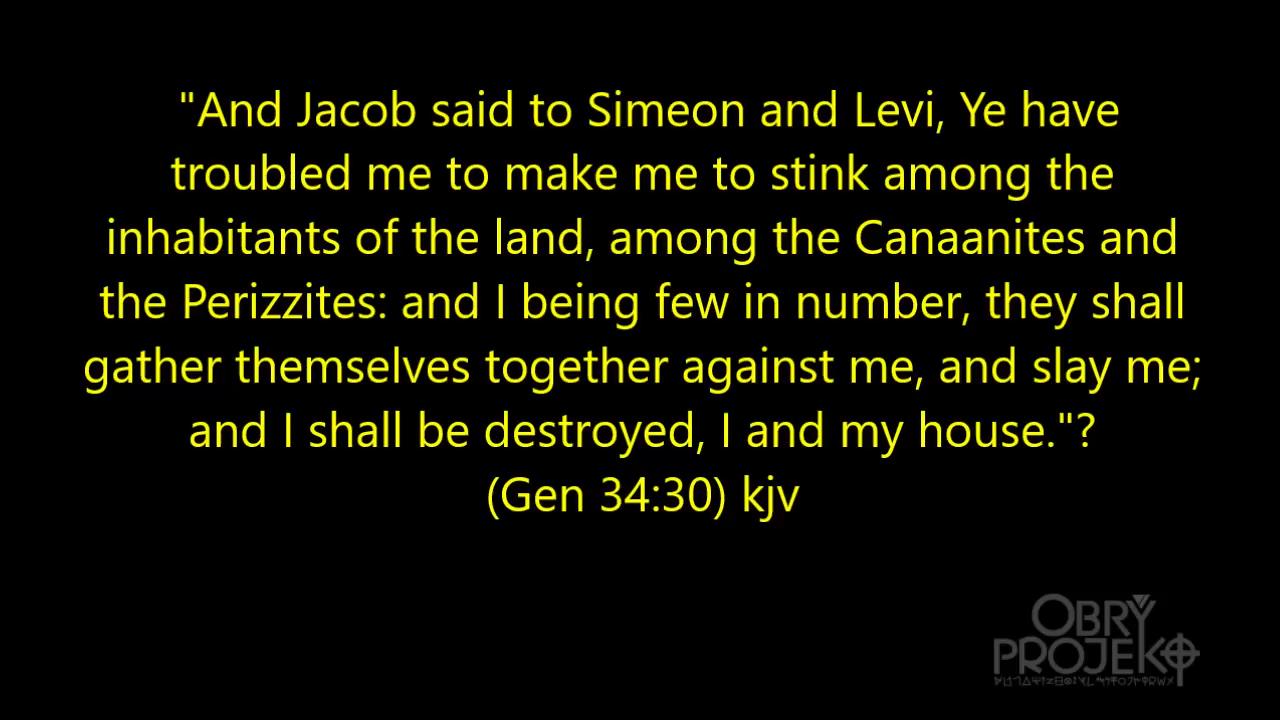 "And Jacob said to Simeon and Levi, Ye have
troubled me to make me to stink among the
inhabitants of the land, among the Canaanites and
the Perizzites: and I being few in number, they shall
gather themselves together against me, and slay me;
and I shall be destroyed, I and my house."?
(Gen 34:30) kjv
OBRY
PROJEKO